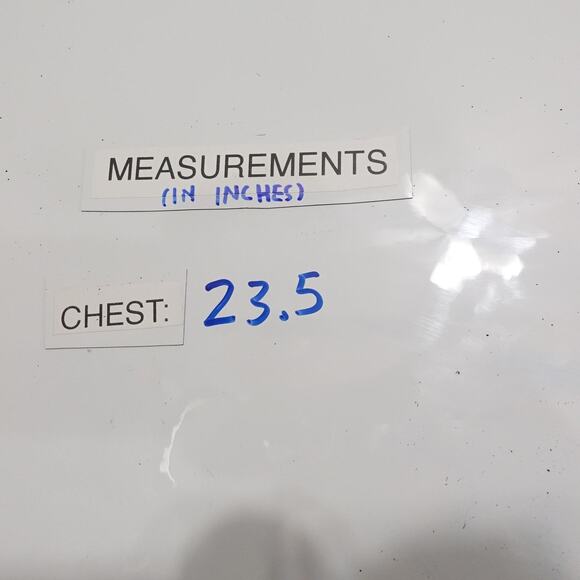 MEASUREMENTS
(IN INCHES)
CHEST: 23.5